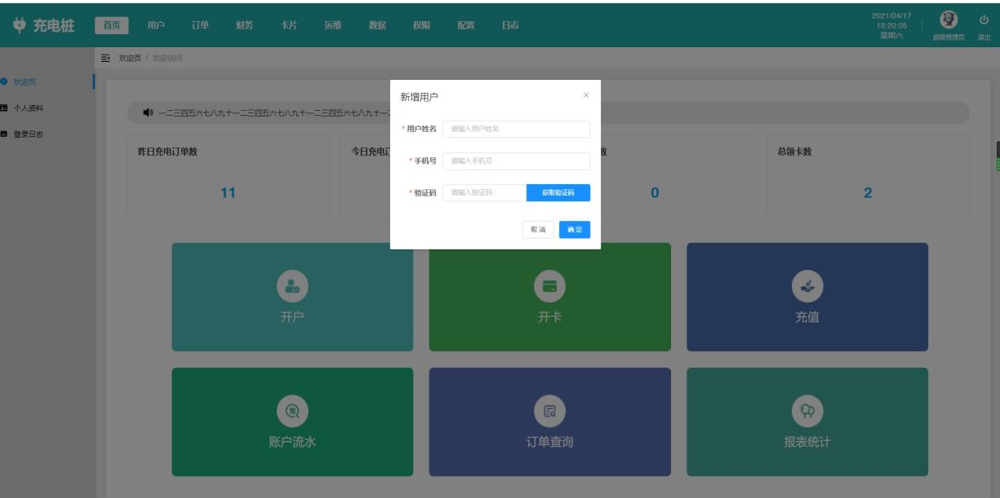 充电桩
首页 用户 订单 财务 卡片 运维 数据 权限 配置 日志
2021/04/17
18:20:05
星期六
超级管理员 退出
欢迎页 / 欢迎访问
欢迎页
个人资料
登录日志
一二三四五六七八九十一二三四五六七八九十一二三四五六七八九十一
昨日充电订单数
11
今日充电订
数
0
总领卡数
2
新增用户
* 用户姓名 请输入用户姓名
* 手机号 请输入手机号
* 验证码 请输入验证码 获取验证码
取消 确定
开户
开卡
充值
账户流水
订单查询
报表统计